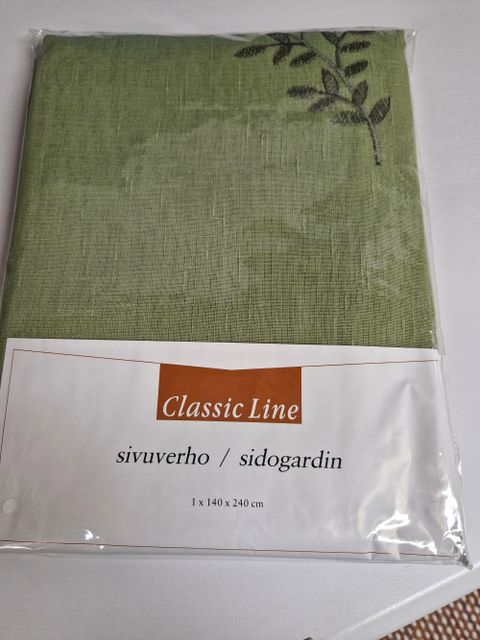 Classic Line
sivuverho / sidogardin
1 x 140 x 240 cm